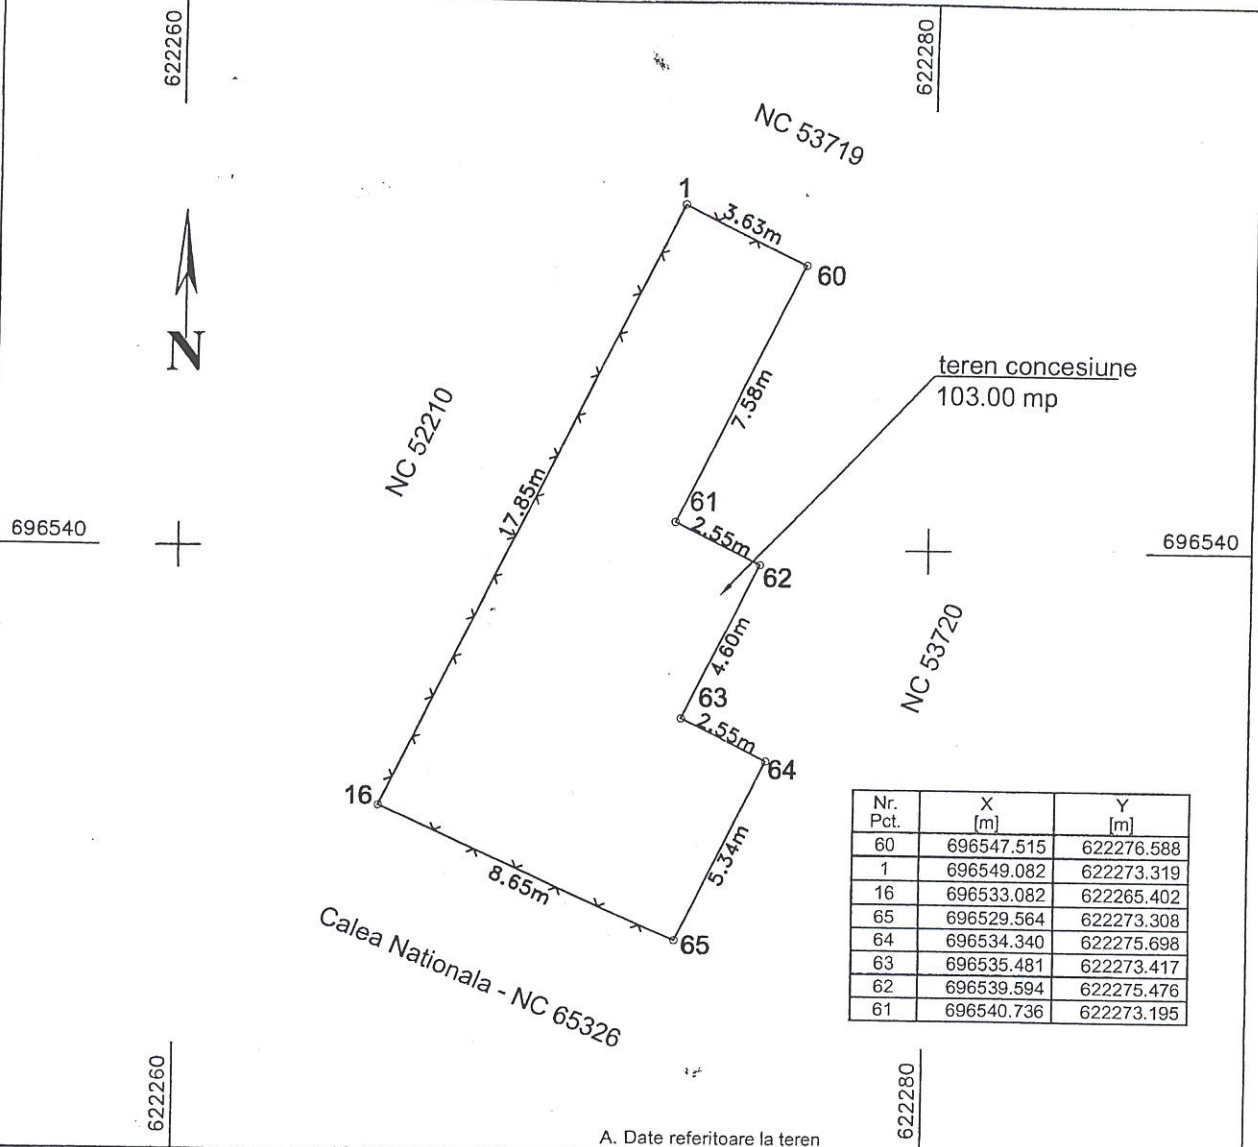 622260
622280
NC 53719
1
3.63m
60
N
teren concesiune
103.00 mp
7.58m
NC 52210
17.85m
61
2.55m
62
696540
696540
4.60m
NC 53720
63
2.55m
64
16
8.65m
5.34m
65
Calea Nationala - NC 65326
Nr. Pct. X [m] Y [m]
60 696547.515 622276.588
1 696549.082 622273.319
16 696533.082 622265.402
65 696529.564 622273.308
64 696534.340 622275.698
63 696535.481 622273.417
62 696539.594 622275.476
61 696540.736 622273.195
622260
622280
A. Date referitoare la teren